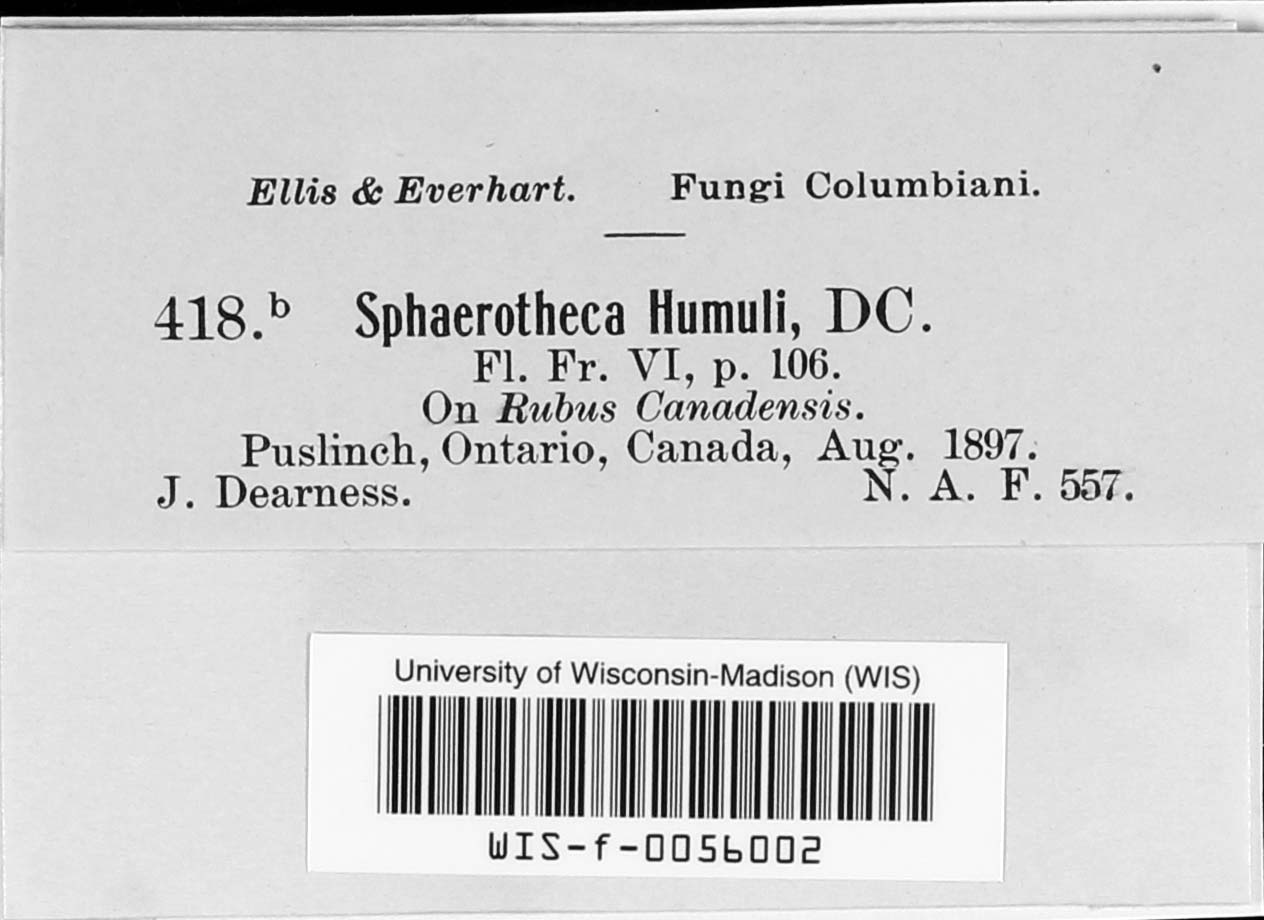 Ellis & Everhart. Fungi Columbiani.
418.b Sphaerotheca Humuli, DC.
Fl. Fr. VI, p. 106.
On Rubus Canadensis.
Puslinch, Ontario, Canada, Aug. 1897.
J. Dearness. N. A. F. 557.
University of Wisconsin-Madison (WIS)
WIS-f-0056002